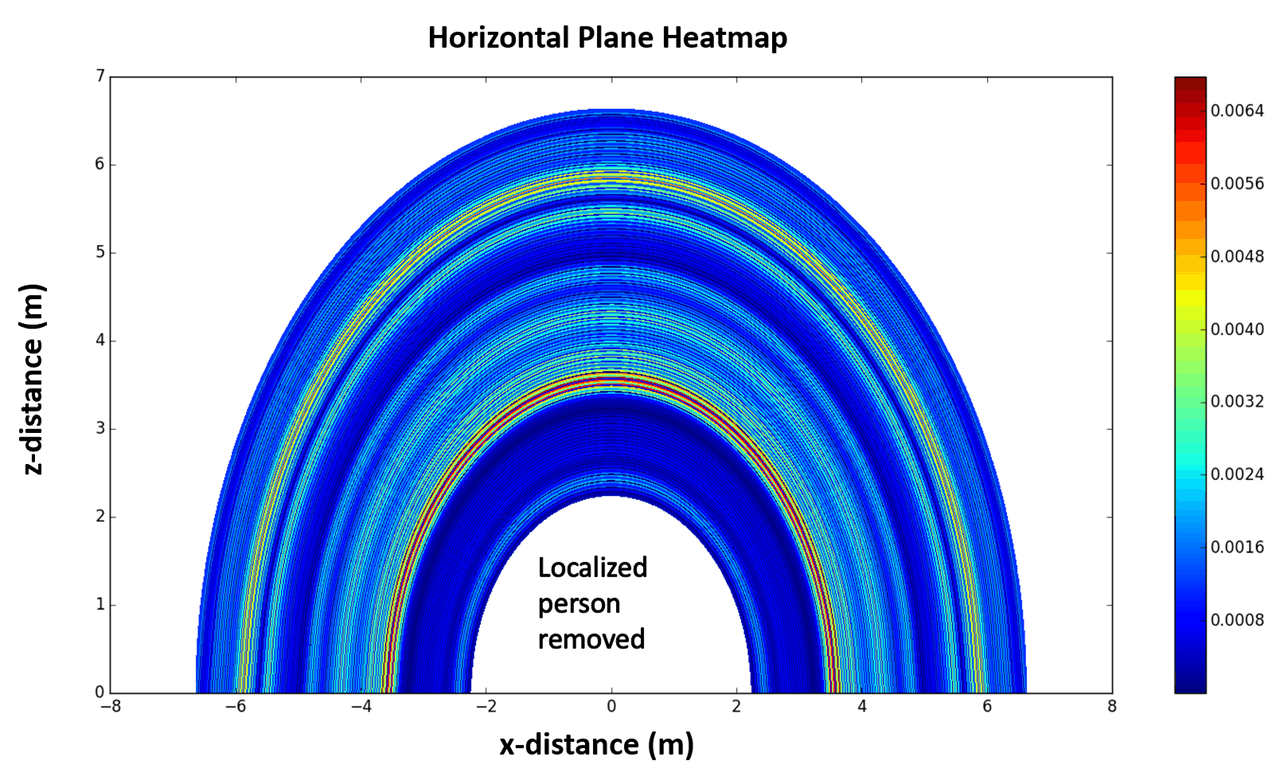 Horizontal Plane Heatmap
7
6
5
4
3
2
1
0
z-distance (m)
Localized
person
removed
−8 −6 −4 −2 0 2 4 6 8
x-distance (m)
0.0064
0.0056
0.0048
0.0040
0.0032
0.0024
0.0016
0.0008